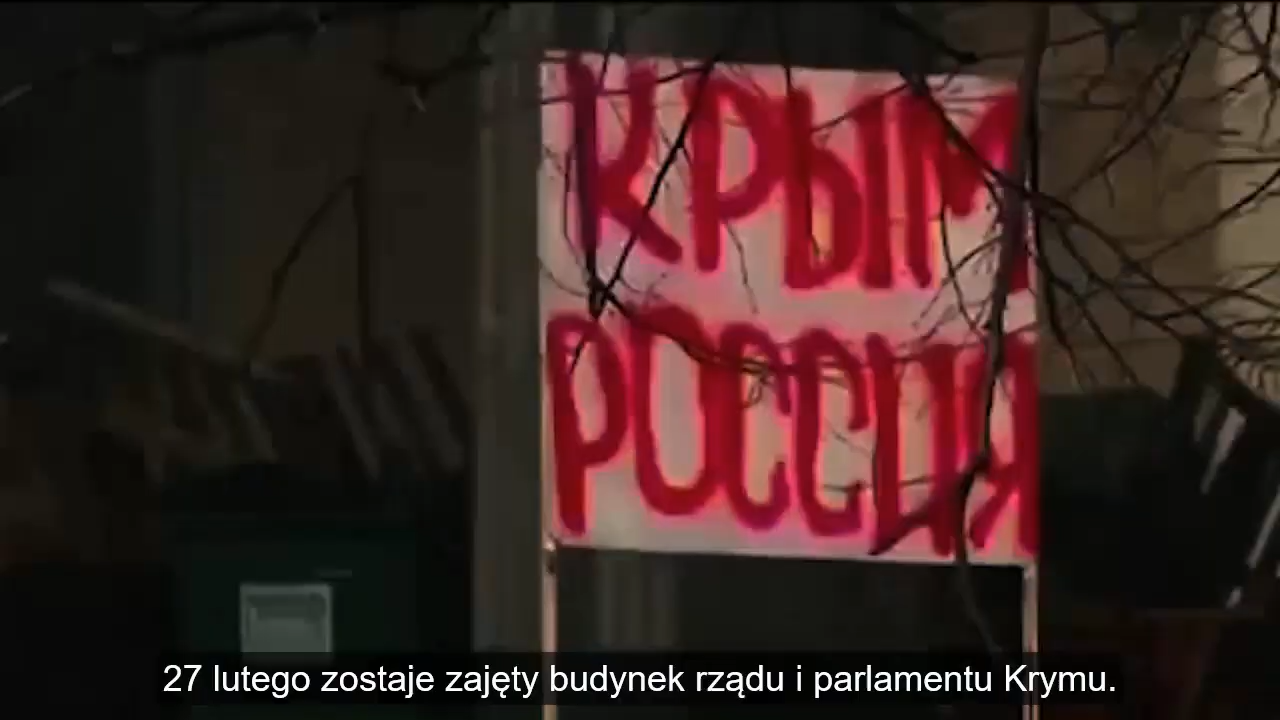 КРЫМ
РОССИЯ
27 lutego zostaje zajęty budynek rządu i parlamentu Krymu.